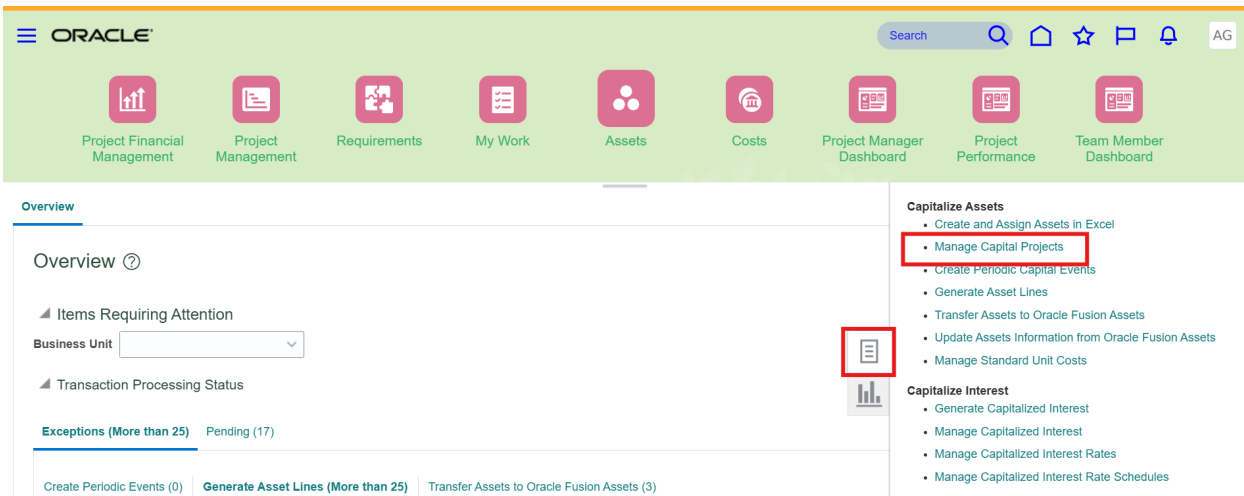 ORACLE
Search
AG
Project Financial
Management
Project
Management
Requirements
My Work
Assets
Costs
Project Manager
Dashboard
Project
Performance
Team Member
Dashboard
Overview
Overview ?
Items Requiring Attention
Business Unit
Transaction Processing Status
Exceptions (More than 25) Pending (17)
Create Periodic Events (0) Generate Asset Lines (More than 25) Transfer Assets to Oracle Fusion Assets (3)
Capitalize Assets
• Create and Assign Assets in Excel
• Manage Capital Projects
• Create Periodic Capital Events
• Generate Asset Lines
• Transfer Assets to Oracle Fusion Assets
• Update Assets Information from Oracle Fusion Assets
• Manage Standard Unit Costs
Capitalize Interest
• Generate Capitalized Interest
• Manage Capitalized Interest
• Manage Capitalized Interest Rates
• Manage Capitalized Interest Rate Schedules